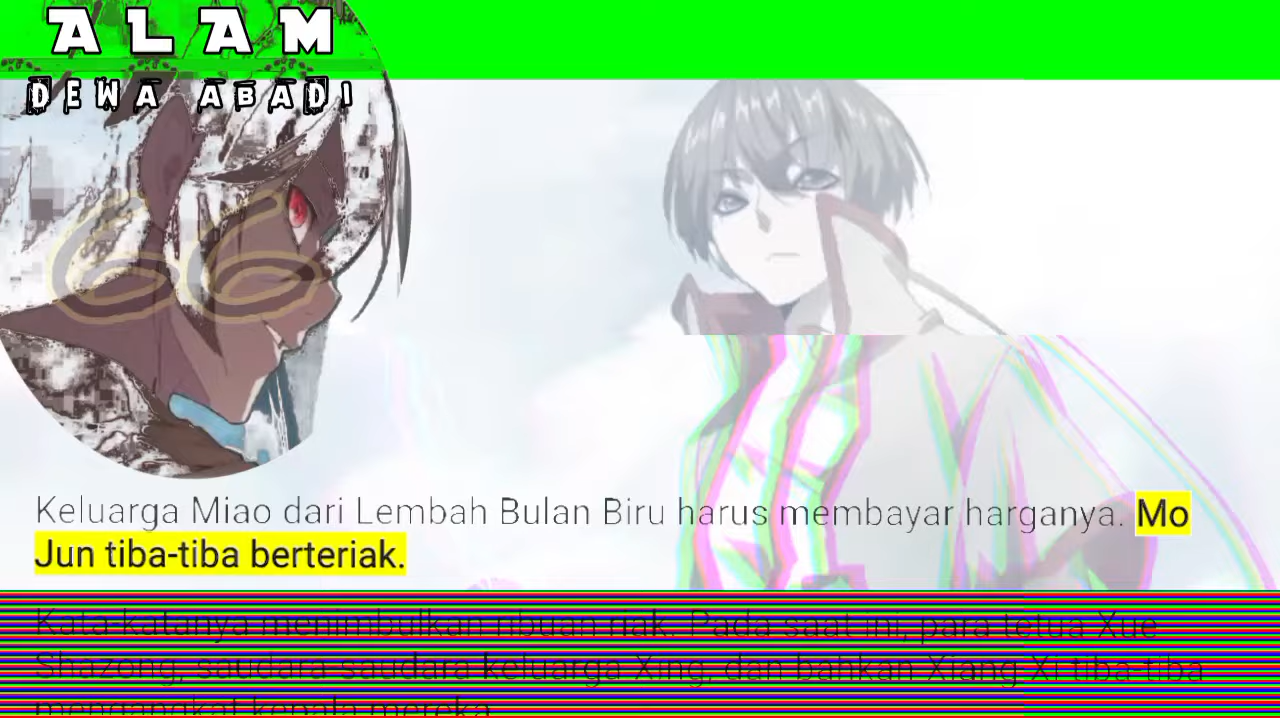 ALAM
DEWA ABADI
Keluarga Miao dari Lembah Bulan Biru harus membayar harganya. Mo
Jun tiba-tiba berteriak.
Kata-katanya menimbulkan ribuan riak. Pada saat ini, para tetua Xue
Shazong, saudara-saudara keluarga Xing, dan bahkan Xiang Xi tiba-tiba
mengangkat kepala mereka.